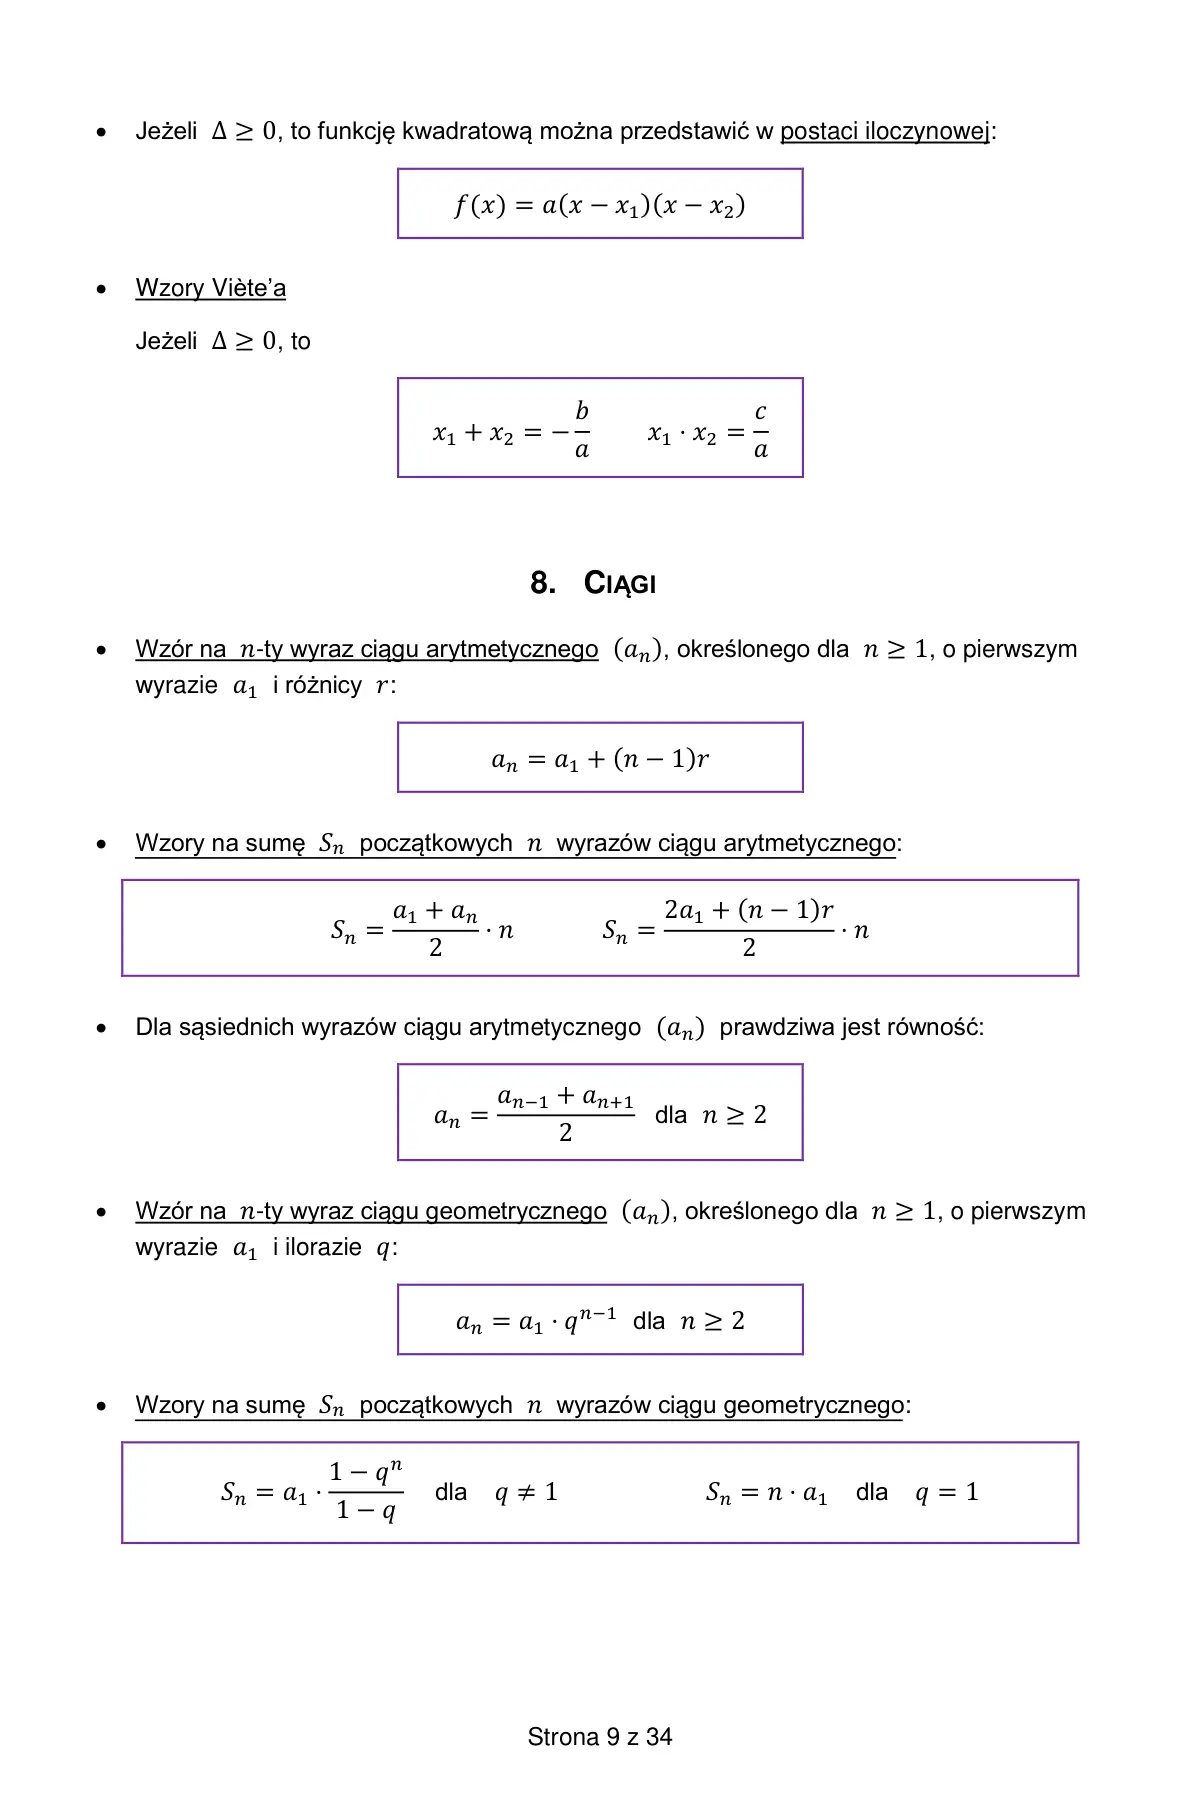 • Jeżeli Δ ≥ 0, to funkcję kwadratową można przedstawić w postaci iloczynowej:
f(x) = a(x − x₁)(x − x₂)
• Wzory Viète’a
Jeżeli Δ ≥ 0, to
x₁ + x₂ = −b/a x₁ · x₂ = c/a
8. CIĄGI
• Wzór na n-ty wyraz ciągu arytmetycznego (aₙ), określonego dla n ≥ 1, o pierwszym
wyrazie a₁ i różnicy r:
aₙ = a₁ + (n − 1)r
• Wzory na sumę Sₙ początkowych n wyrazów ciągu arytmetycznego:
Sₙ = (a₁ + aₙ)/2 · n Sₙ = (2a₁ + (n − 1)r)/2 · n
• Dla sąsiednich wyrazów ciągu arytmetycznego (aₙ) prawdziwa jest równość:
aₙ = (aₙ₋₁ + aₙ₊₁)/2 dla n ≥ 2
• Wzór na n-ty wyraz ciągu geometrycznego (aₙ), określonego dla n ≥ 1, o pierwszym
wyrazie a₁ i ilorazie q:
aₙ = a₁ · qⁿ⁻¹ dla n ≥ 2
• Wzory na sumę Sₙ początkowych n wyrazów ciągu geometrycznego:
Sₙ = a₁ · (1 − qⁿ)/(1 − q) dla q ≠ 1 Sₙ = n · a₁ dla q = 1
Strona 9 z 34